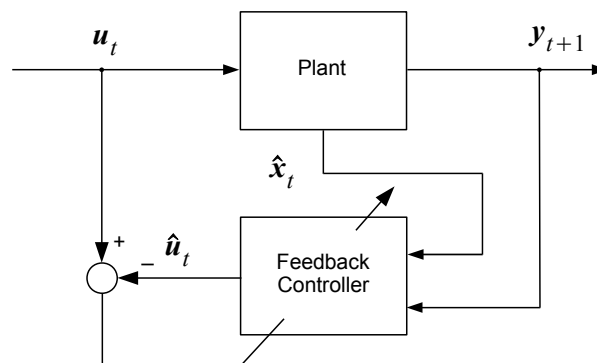 u_t
y_{t+1}
Plant
x̂_t
+
− û_t
Feedback
Controller